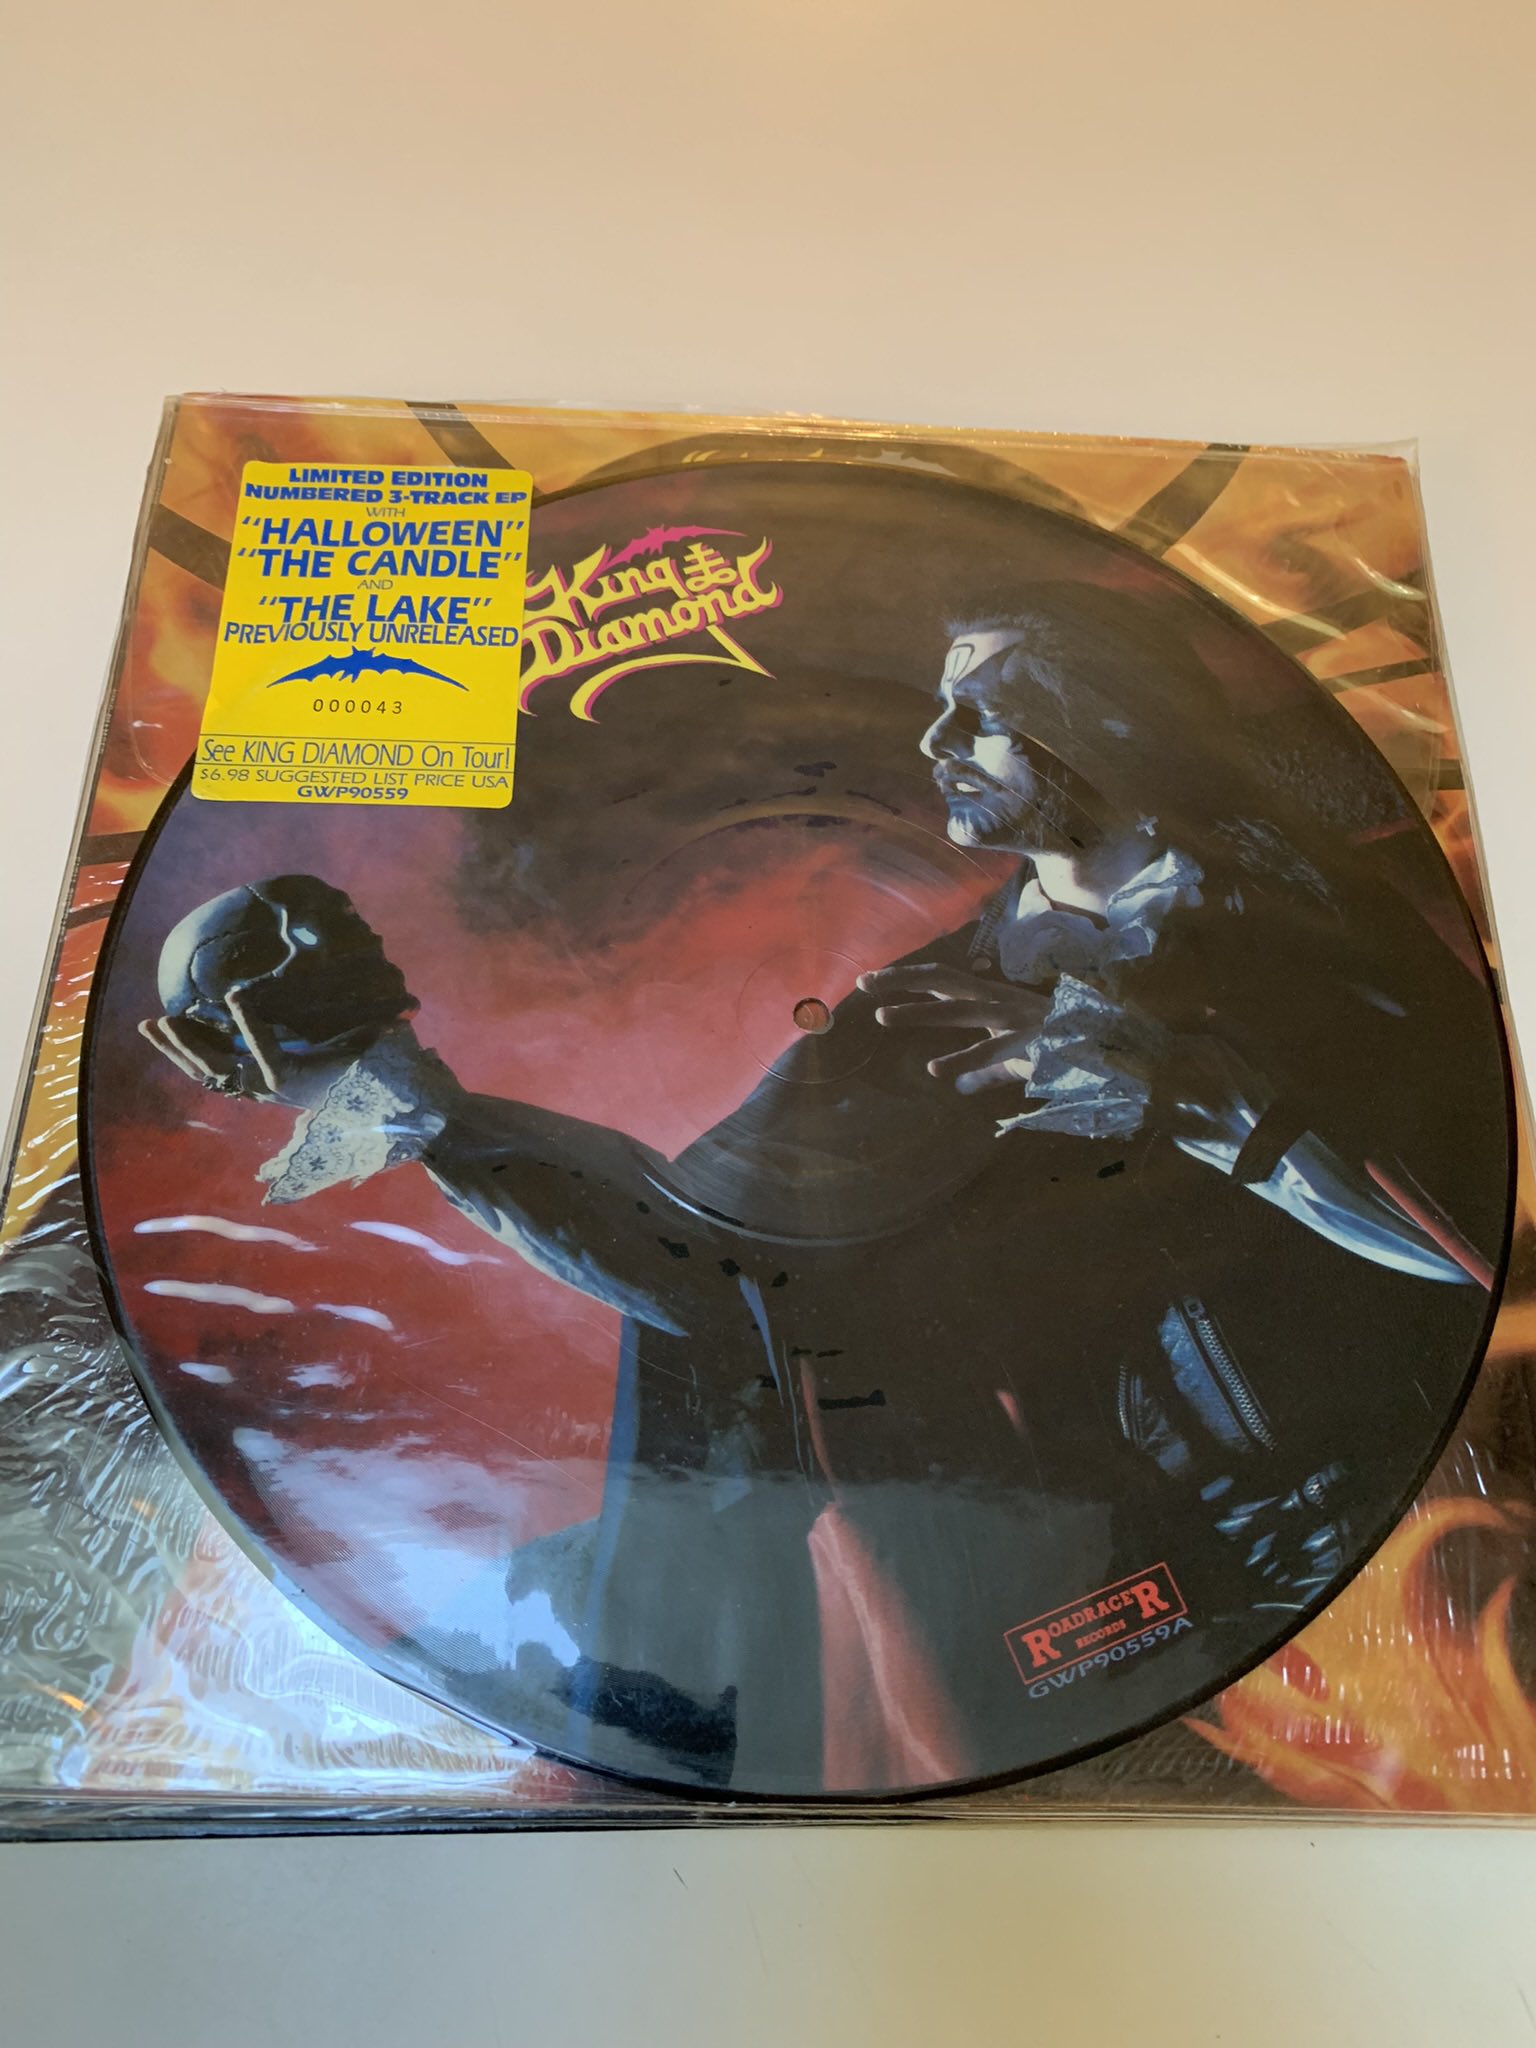 LIMITED EDITION
NUMBERED 3-TRACK EP
WITH
"HALLOWEEN"
"THE CANDLE"
AND
"THE LAKE"
PREVIOUSLY UNRELEASED
000043
See KING DIAMOND On Tour!
$6.98 SUGGESTED LIST PRICE USA
GWP90559
King
Diamond
ROADRACER
RECORDS
GWP90559A